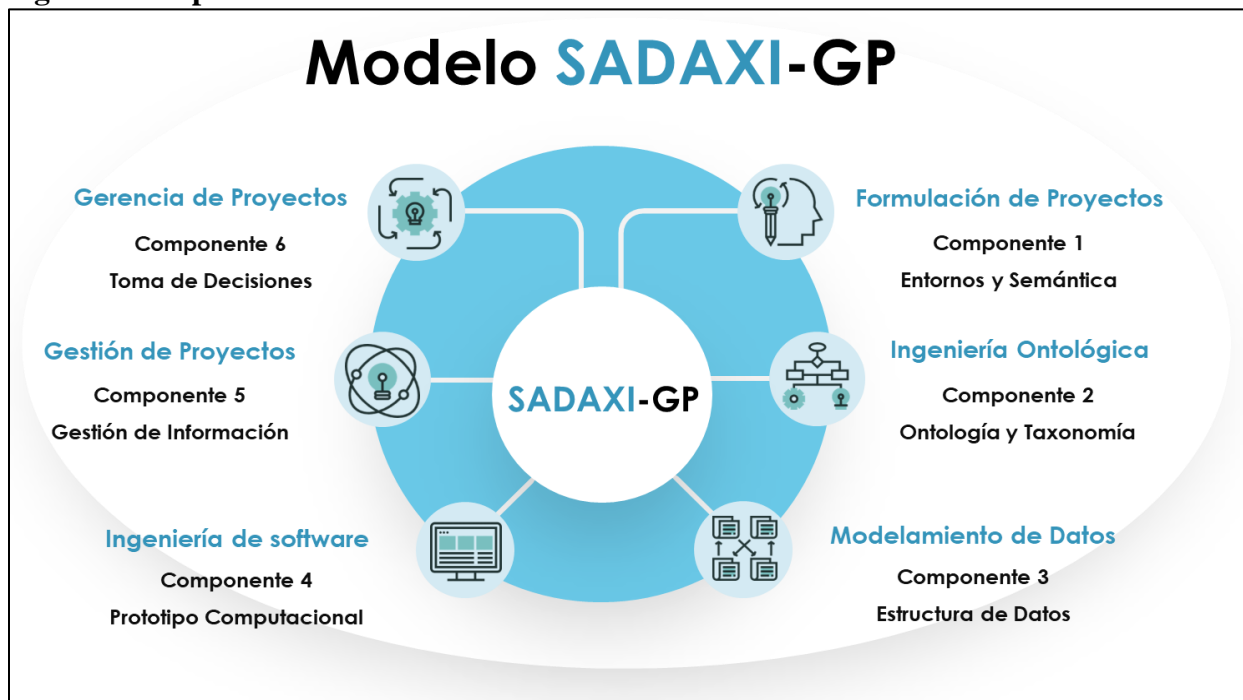 Modelo SADAXI-GP
Gerencia de Proyectos
Componente 6
Toma de Decisiones
Formulación de Proyectos
Componente 1
Entornos y Semántica
Gestión de Proyectos
Componente 5
Gestión de Información
SADAXI-GP
Ingeniería Ontológica
Componente 2
Ontología y Taxonomía
Ingeniería de software
Componente 4
Prototipo Computacional
Modelamiento de Datos
Componente 3
Estructura de Datos